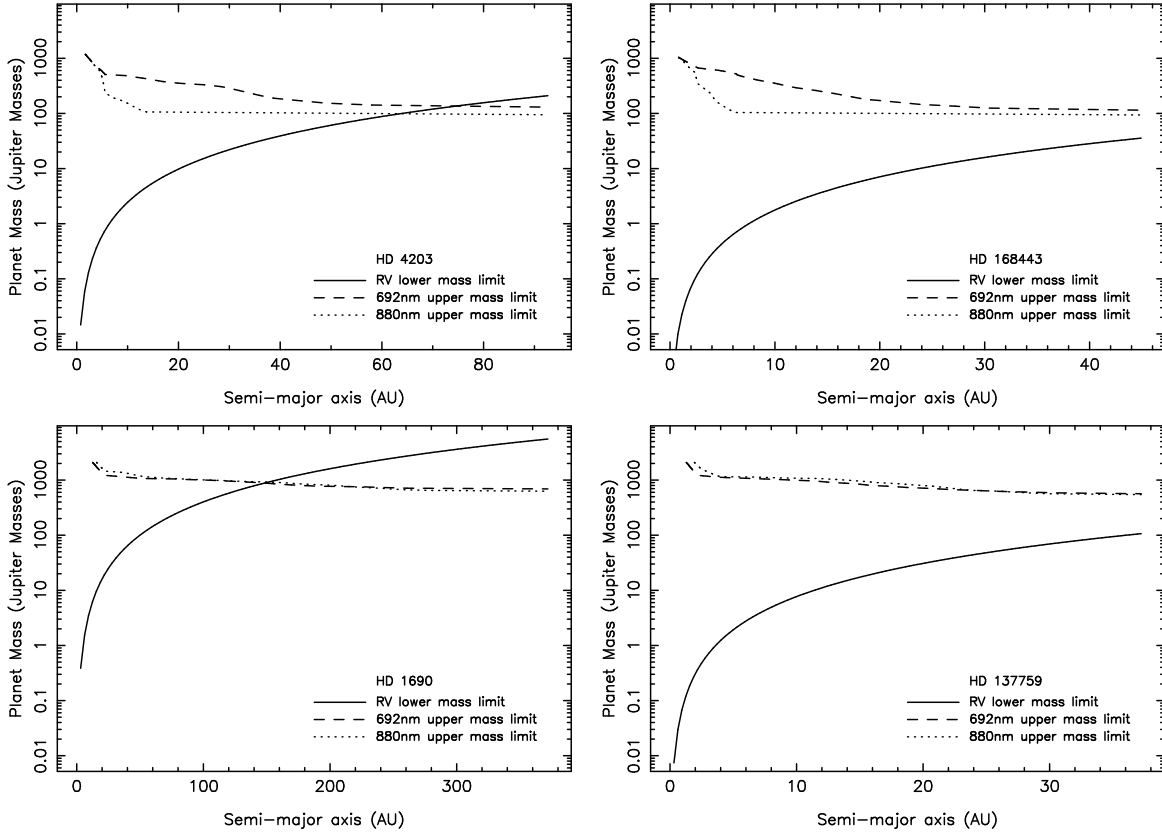 Planet Mass (Jupiter Masses)
1000
100
10
1
0.1
0.01
HD 4203
RV lower mass limit
692nm upper mass limit
880nm upper mass limit
0 20 40 60 80
Semi-major axis (AU)
Planet Mass (Jupiter Masses)
1000
100
10
1
0.1
0.01
HD 168443
RV lower mass limit
692nm upper mass limit
880nm upper mass limit
0 10 20 30 40
Semi-major axis (AU)
Planet Mass (Jupiter Masses)
1000
100
10
1
0.1
0.01
HD 1690
RV lower mass limit
692nm upper mass limit
880nm upper mass limit
0 100 200 300
Semi-major axis (AU)
Planet Mass (Jupiter Masses)
1000
100
10
1
0.1
0.01
HD 137759
RV lower mass limit
692nm upper mass limit
880nm upper mass limit
0 10 20 30
Semi-major axis (AU)